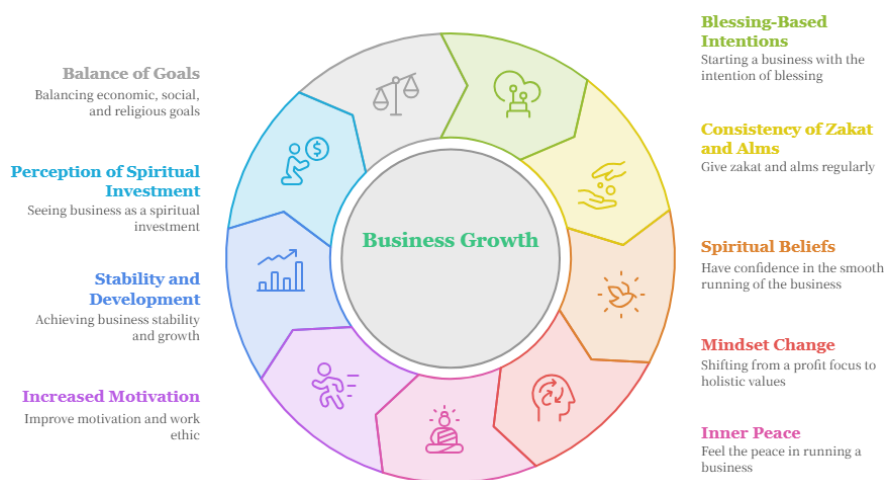 Blessing-Based
Intentions
Starting a business with the
intention of blessing
Consistency of Zakat
and Alms
Give zakat and alms regularly
Spiritual Beliefs
Have confidence in the smooth
running of the business
Mindset Change
Shifting from a profit focus to
holistic values
Inner Peace
Feel the peace in running a
business
Increased Motivation
Improve motivation and work
ethic
Stability and
Development
Achieving business stability
and growth
Perception of Spiritual
Investment
Seeing business as a spiritual
investment
Balance of Goals
Balancing economic, social,
and religious goals
$
Business Growth